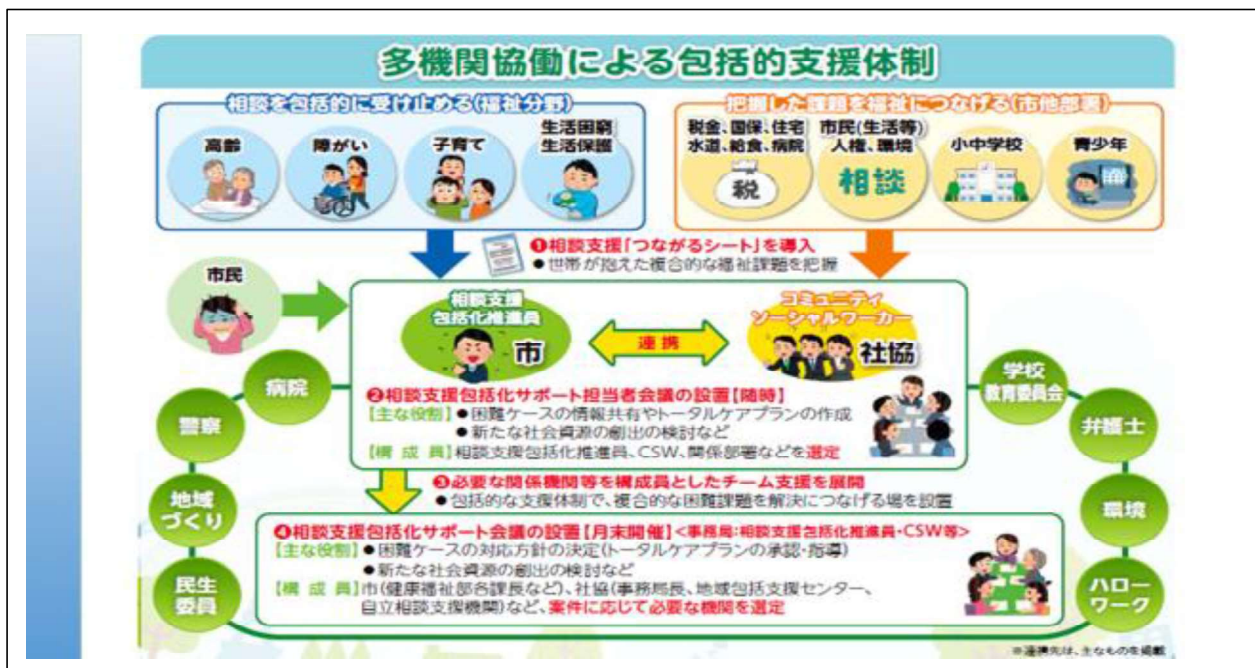 多機関協働による包括的支援体制
相談を包括的に受け止める(福祉分野)
高齢
障がい
子育て
生活困窮
生活保護
把握した課題を福祉につなげる(市他部署)
税金、国保、住宅
水道、給食、病院
税
市民(生活等)
人権、環境
相談
小中学校
青少年
❶相談支援「つながるシート」を導入
●世帯が抱えた複合的な福祉課題を把握
市民
相談支援
包括化推進員
市
連携
コミュニティ
ソーシャルワーカー
社協
❷相談支援包括化サポート担当者会議の設置【随時】
【主な役割】●困難ケースの情報共有やトータルケアプランの作成
●新たな社会資源の創出の検討など
【構成員】相談支援包括化推進員、CSW、関係部署などを選定
❸必要な関係機関等を構成員としたチーム支援を展開
●包括的な支援体制で、複合的な困難課題を解決につなげる場を設置
❹相談支援包括化サポート会議の設置【月末開催】<事務局:相談支援包括化推進員・CSW等>
【主な役割】●困難ケースの対応方針の決定(トータルケアプランの承認・指導)
●新たな社会資源の創出の検討など
【構成員】市(健康福祉部各課長など)、社協(事務局長、地域包括支援センター、
自立相談支援機関)など、案件に応じて必要な機関を選定
病院
警察
地域
づくり
民生
委員
学校
教育委員会
弁護士
環境
ハロー
ワーク
※連携先は、主なものを掲載